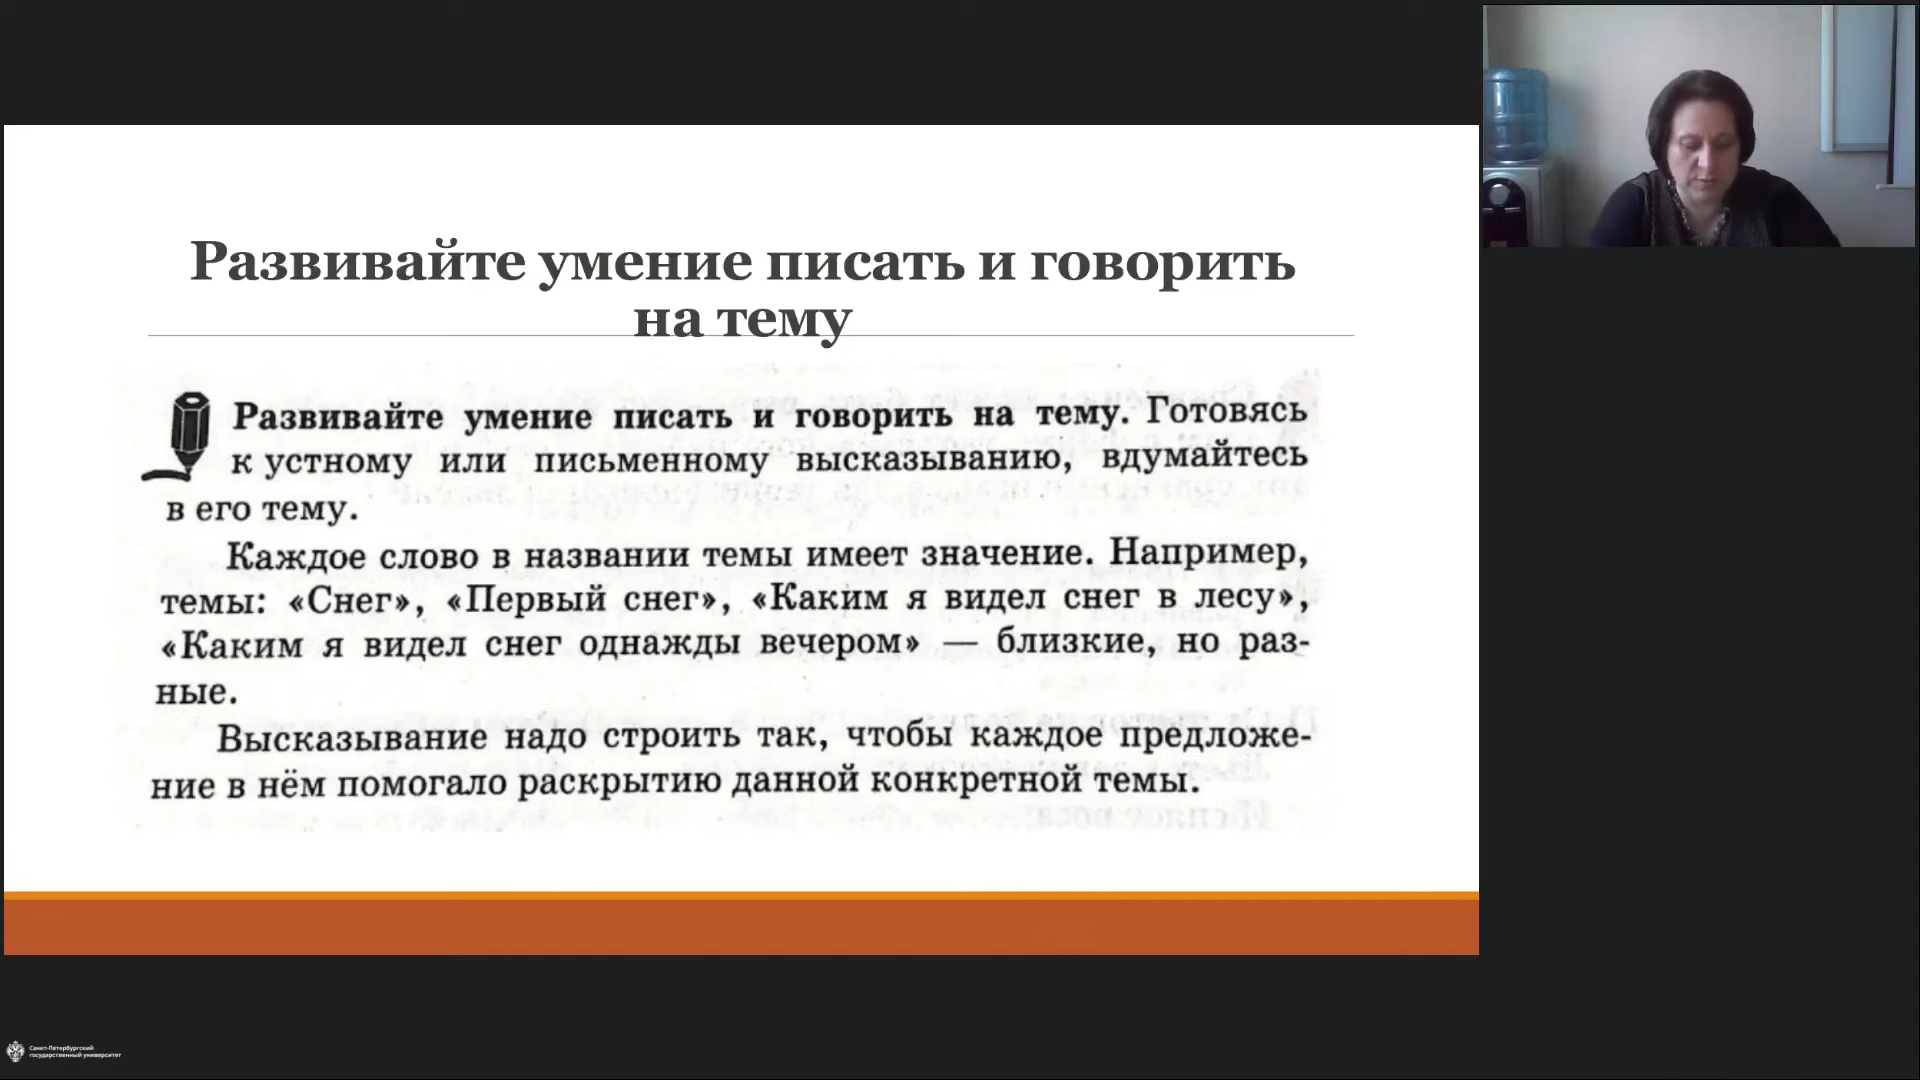 Развивайте умение писать и говорить
на тему
Развивайте умение писать и говорить на тему. Готовясь
к устному или письменному высказыванию, вдумайтесь
в его тему.
Каждое слово в названии темы имеет значение. Например,
темы: «Снег», «Первый снег», «Каким я видел снег в лесу»,
«Каким я видел снег однажды вечером» — близкие, но раз-
ные.
Высказывание надо строить так, чтобы каждое предложе-
ние в нём помогало раскрытию данной конкретной темы.
Санкт-Петербургский
государственный университет